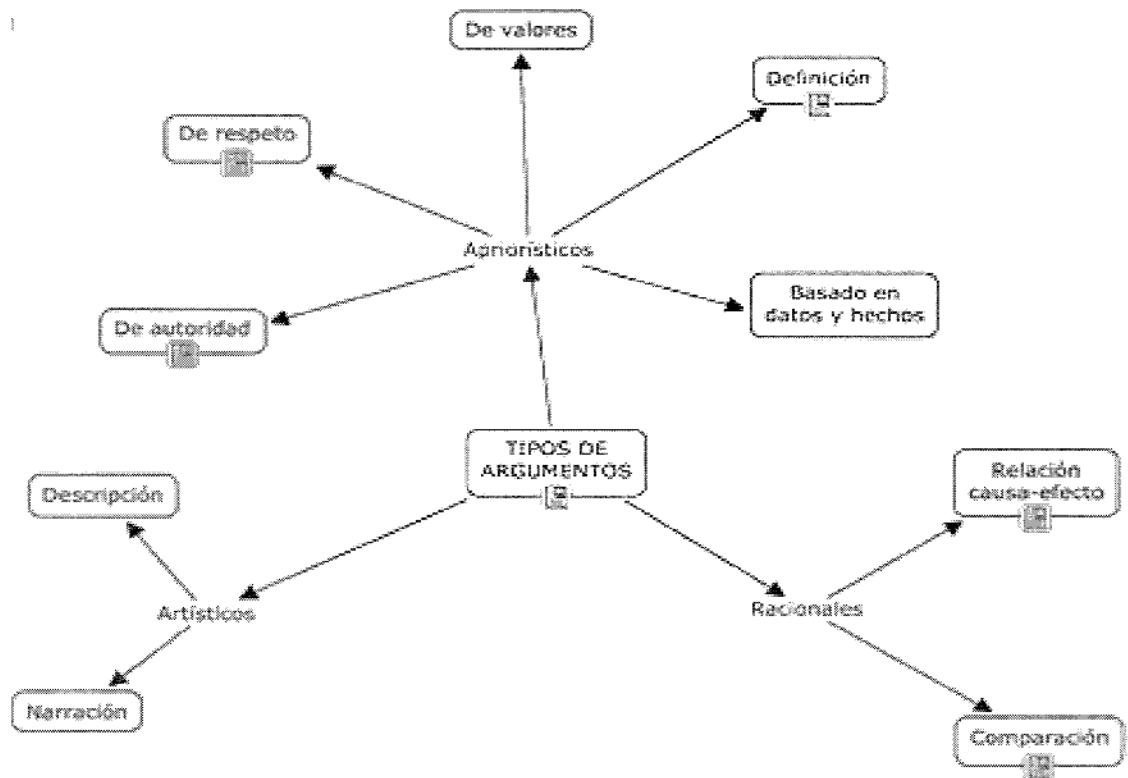 De valores
Definición
De respeto
Apriorísticos
Basado en
datos y hechos
De autoridad
TIPOS DE
ARGUMENTOS
Relación
causa-efecto
Descripción
Artísticos
Racionales
Narración
Comparación